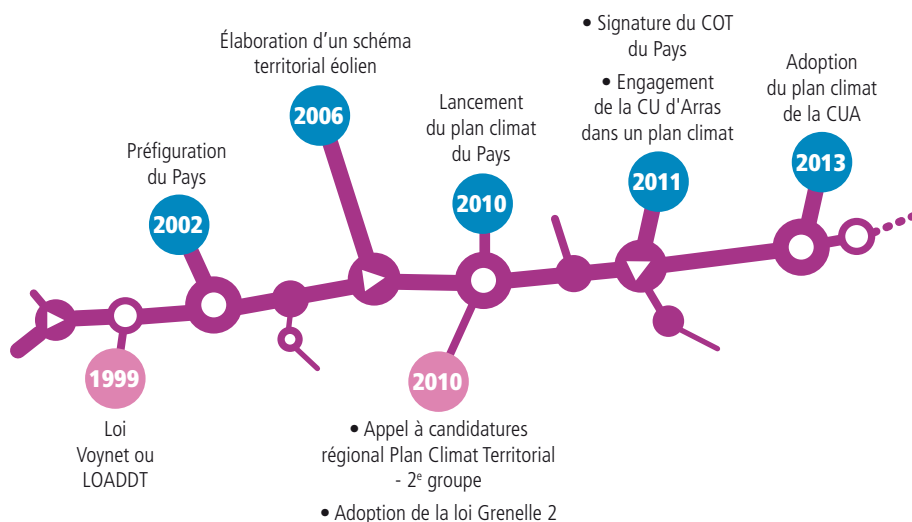 1999
Loi
Voynet ou
LOADDT
Préfiguration
du Pays
2002
Élaboration d'un schéma
territorial éolien
2006
Lancement
du plan climat
du Pays
2010
2010
• Appel à candidatures
régional Plan Climat Territorial
- 2e groupe
• Adoption de la loi Grenelle 2
• Signature du COT
du Pays
• Engagement
de la CU d'Arras
dans un plan climat
2011
Adoption
du plan climat
de la CUA
2013